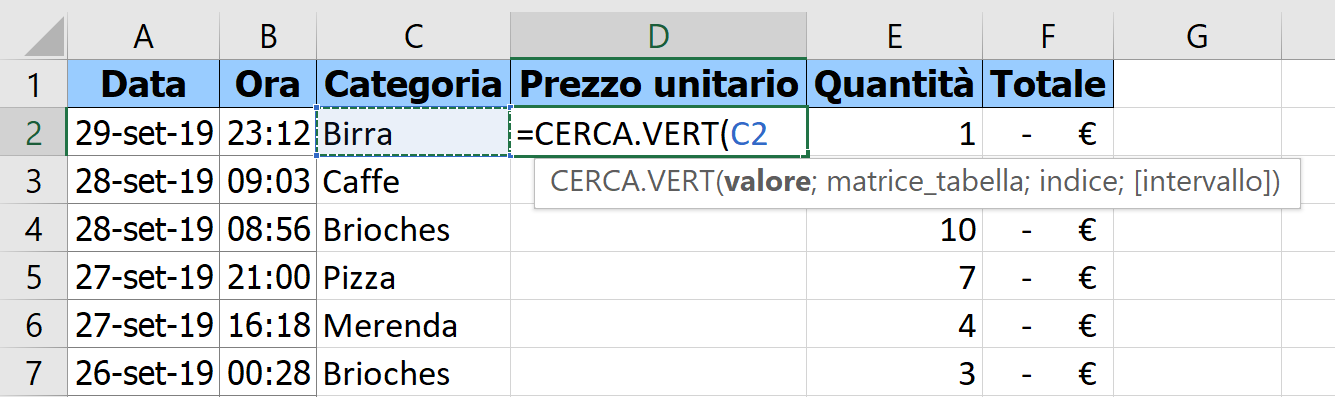 A B C D E F G
1 Data Ora Categoria Prezzo unitario Quantità Totale
2 29-set-19 23:12 Birra =CERCA.VERT(C2 1 - €
3 28-set-19 09:03 Caffe CERCA.VERT(valore; matrice_tabella; indice; [intervallo])
4 28-set-19 08:56 Brioches 10 - €
5 27-set-19 21:00 Pizza 7 - €
6 27-set-19 16:18 Merenda 4 - €
7 26-set-19 00:28 Brioches 3 - €